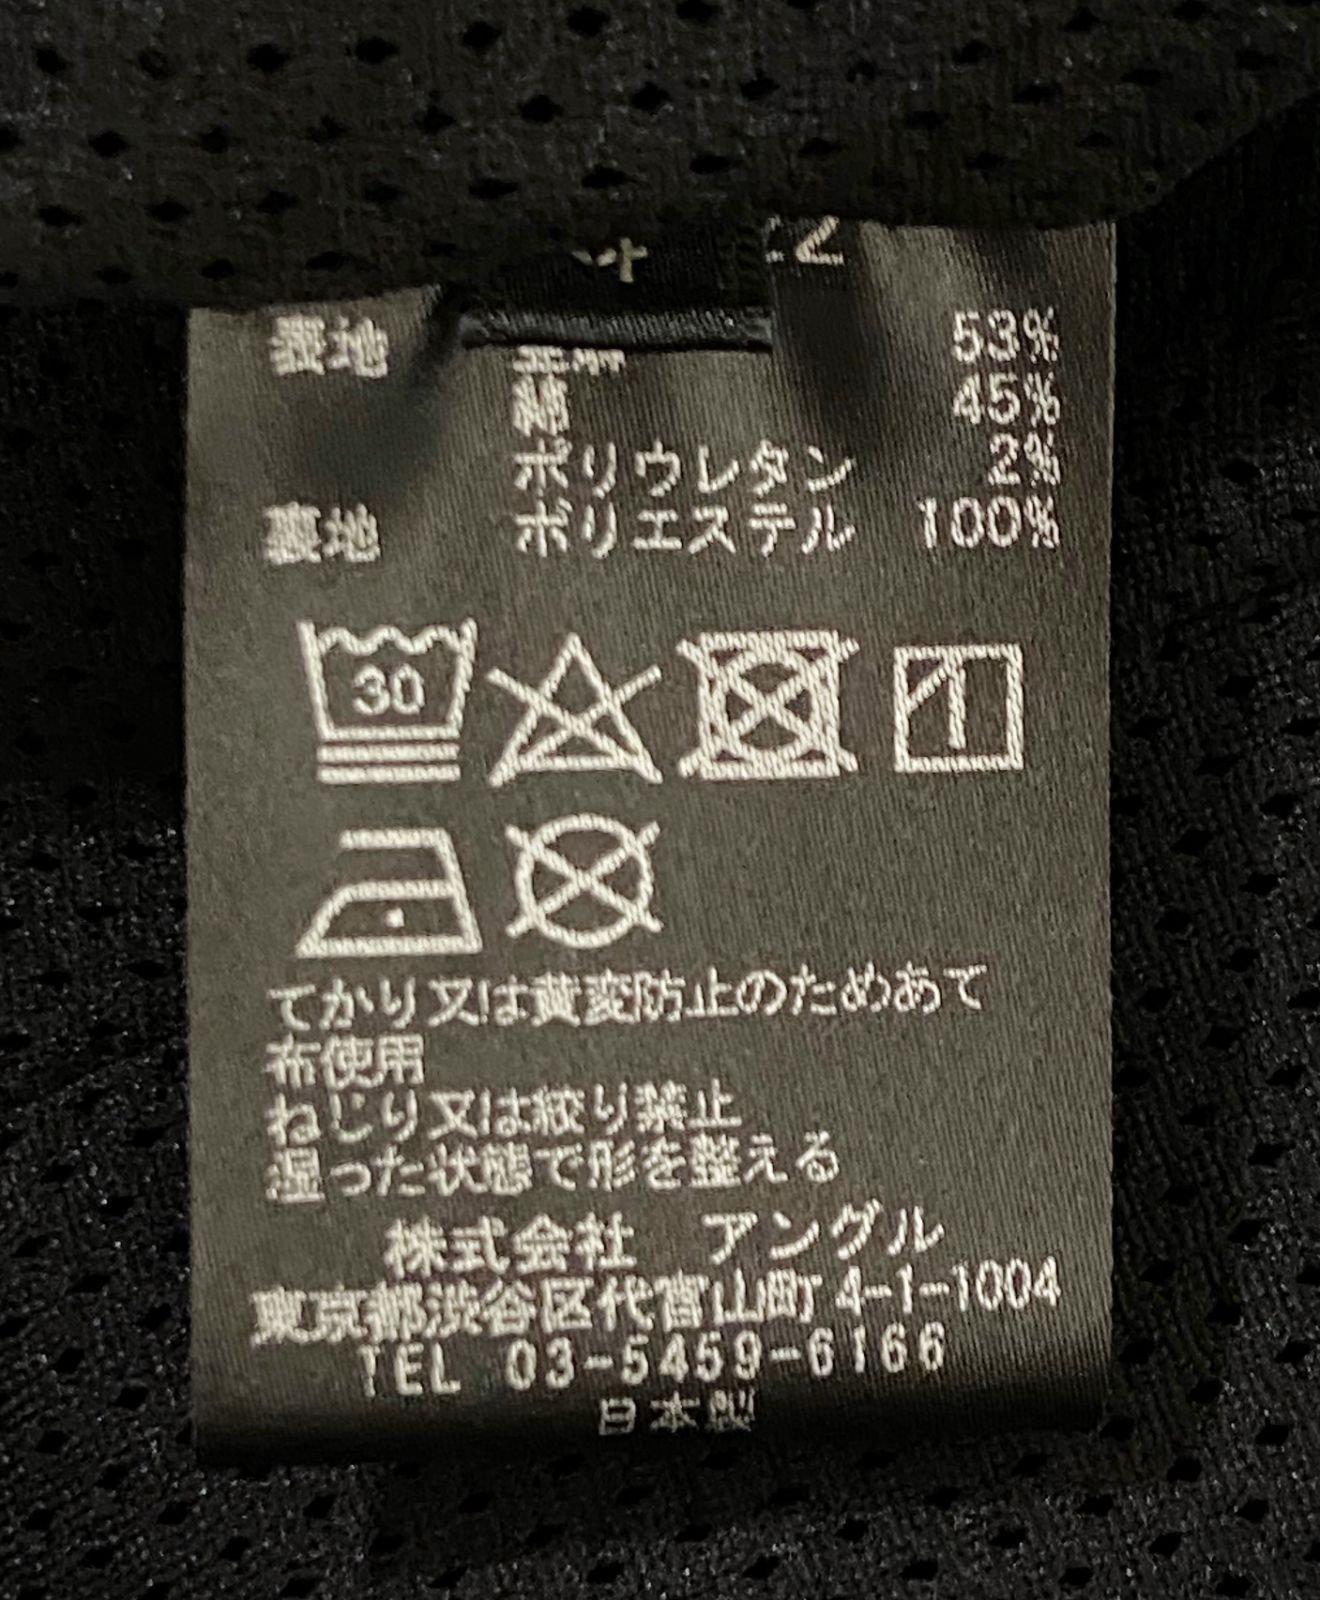 表地 53%
綿 45%
ポリウレタン 2%
裏地 ポリエステル 100%
30
てかり又は黄変防止のためあて
布使用
ねじり又は絞り禁止
湿った状態で形を整える
株式会社 アングル
東京都渋谷区代官山町4-1-1004
TEL 03-5459-6166
日本製